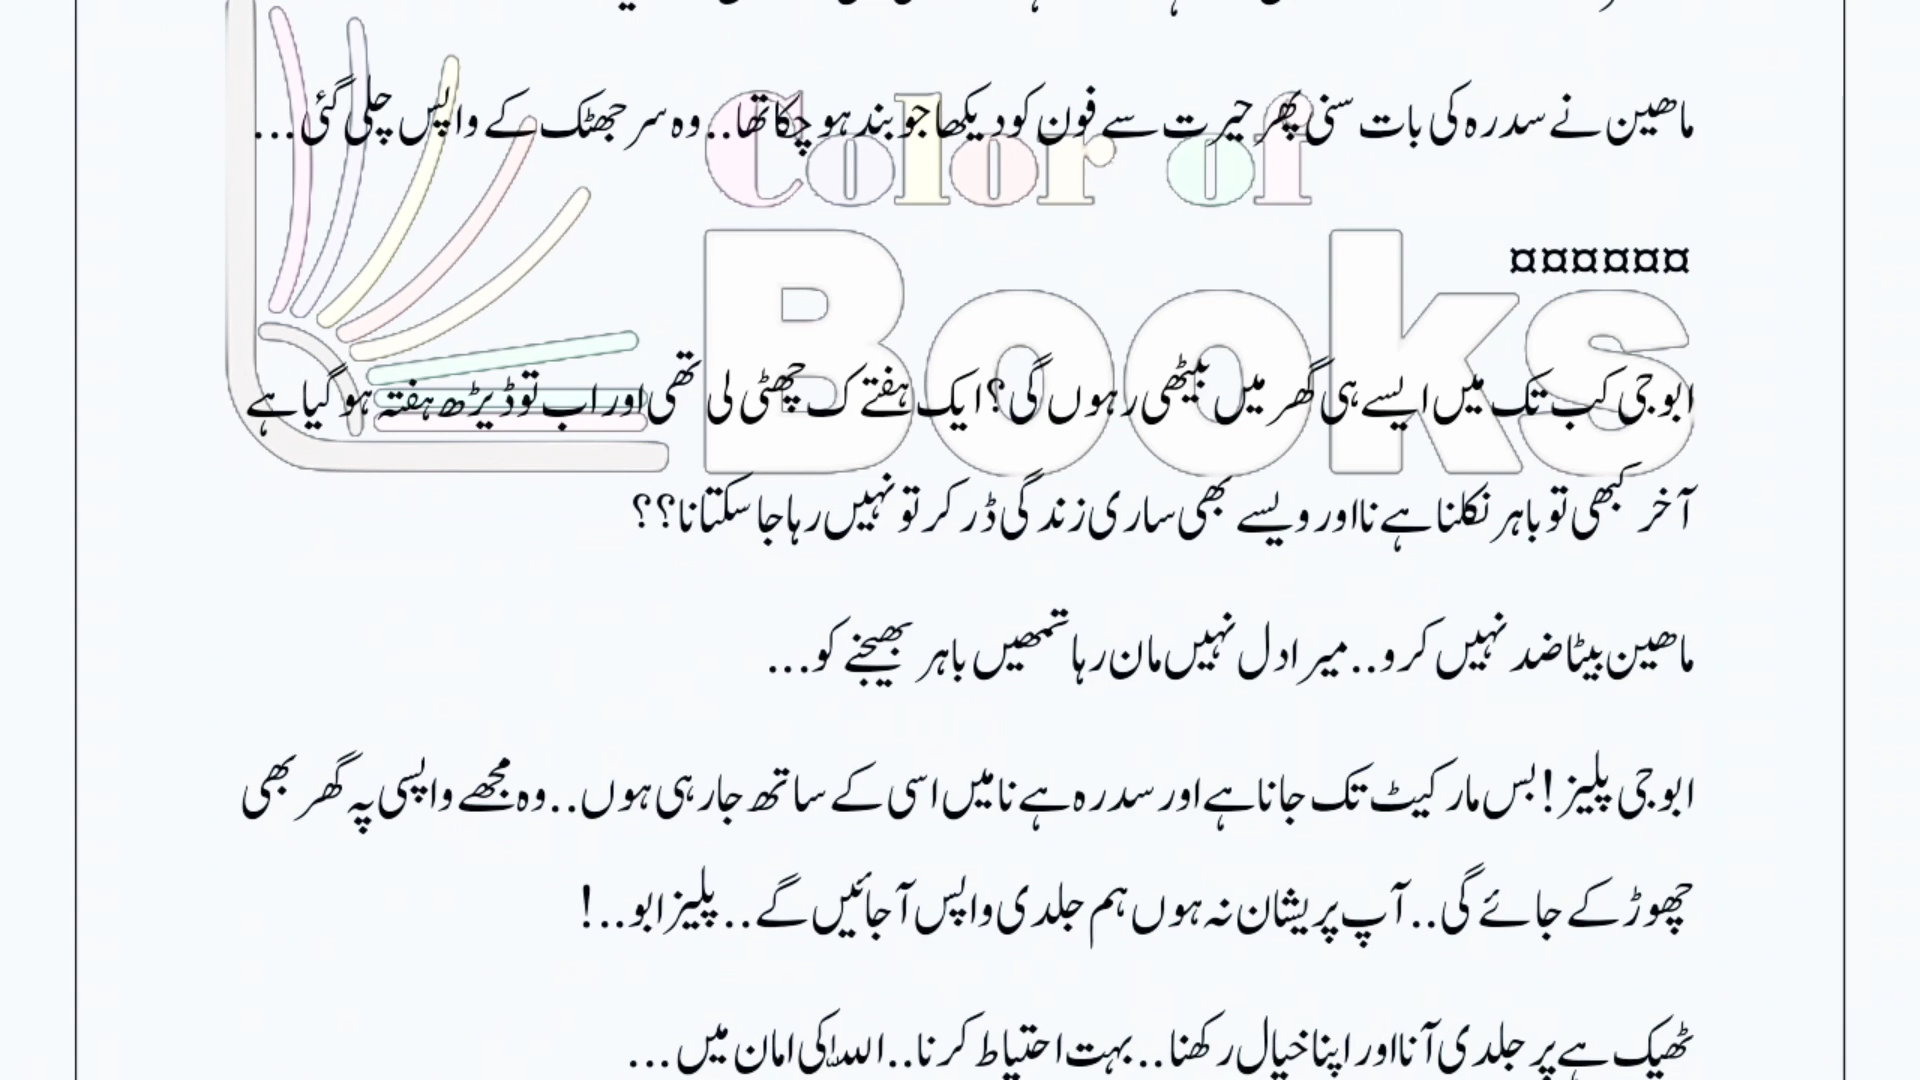 ماھین نے سدرہ کی بات سنی پھر حیرت سے فون کو دیکھا جو بند ہو چکا تھا..وہ سر جھٹک کے واپس چلی گئی...
Color of
Books
¤¤¤¤¤¤
ابو جی کب تک میں ایسے ہی گھر میں بیٹھی رہوں گی؟ ایک ہفتے ک چھٹی لی تھی اور اب تو ڈیڑھ ہفتہ ہو گیا ہے
آخر کبھی تو باہر نکلنا ہے نا اور ویسے بھی ساری زندگی ڈر کر تو نہیں رہا جا سکتا نا؟؟
ماھین بیٹا ضد نہیں کرو..میرا دل نہیں مان رہا تمھیں باہر بھیجنے کو...
ابو جی پلیز! بس مارکیٹ تک جانا ہے اور سدرہ ہے نا میں اسی کے ساتھ جا رہی ہوں..وہ مجھے واپسی پہ گھر بھی
چھوڑ کے جائے گی..آپ پریشان نہ ہوں ہم جلدی واپس آجائیں گے..پلیز ابو..!
ٹھیک ہے پر جلدی آنا اور اپنا خیال رکھنا..بہت احتیاط کرنا..اللہ کی امان میں...